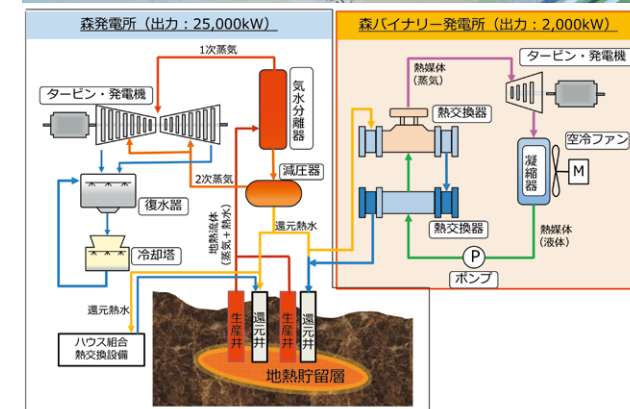 森発電所（出力：25,000kW）
森バイナリー発電所（出力：2,000kW）
1次蒸気
タービン・発電機
気水分離器
減圧器
2次蒸気
復水器
冷却塔
地熱流体
（蒸気＋熱水）
還元熱水
還元熱水
ハウス組合
熱交換設備
生産井
還元井
生産井
還元井
地熱貯留層
熱媒体
（蒸気）
タービン・発電機
熱交換器
空冷ファン
凝縮器
M
熱交換器
熱媒体
（液体）
P
ポンプ